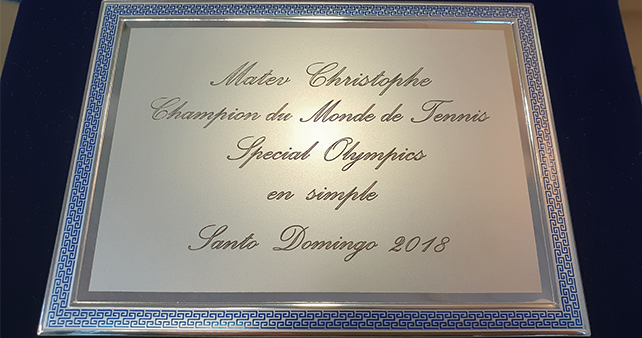 Matev Christophe
Champion du Monde de Tennis
Special Olympics
en simple
Santo Domingo 2018